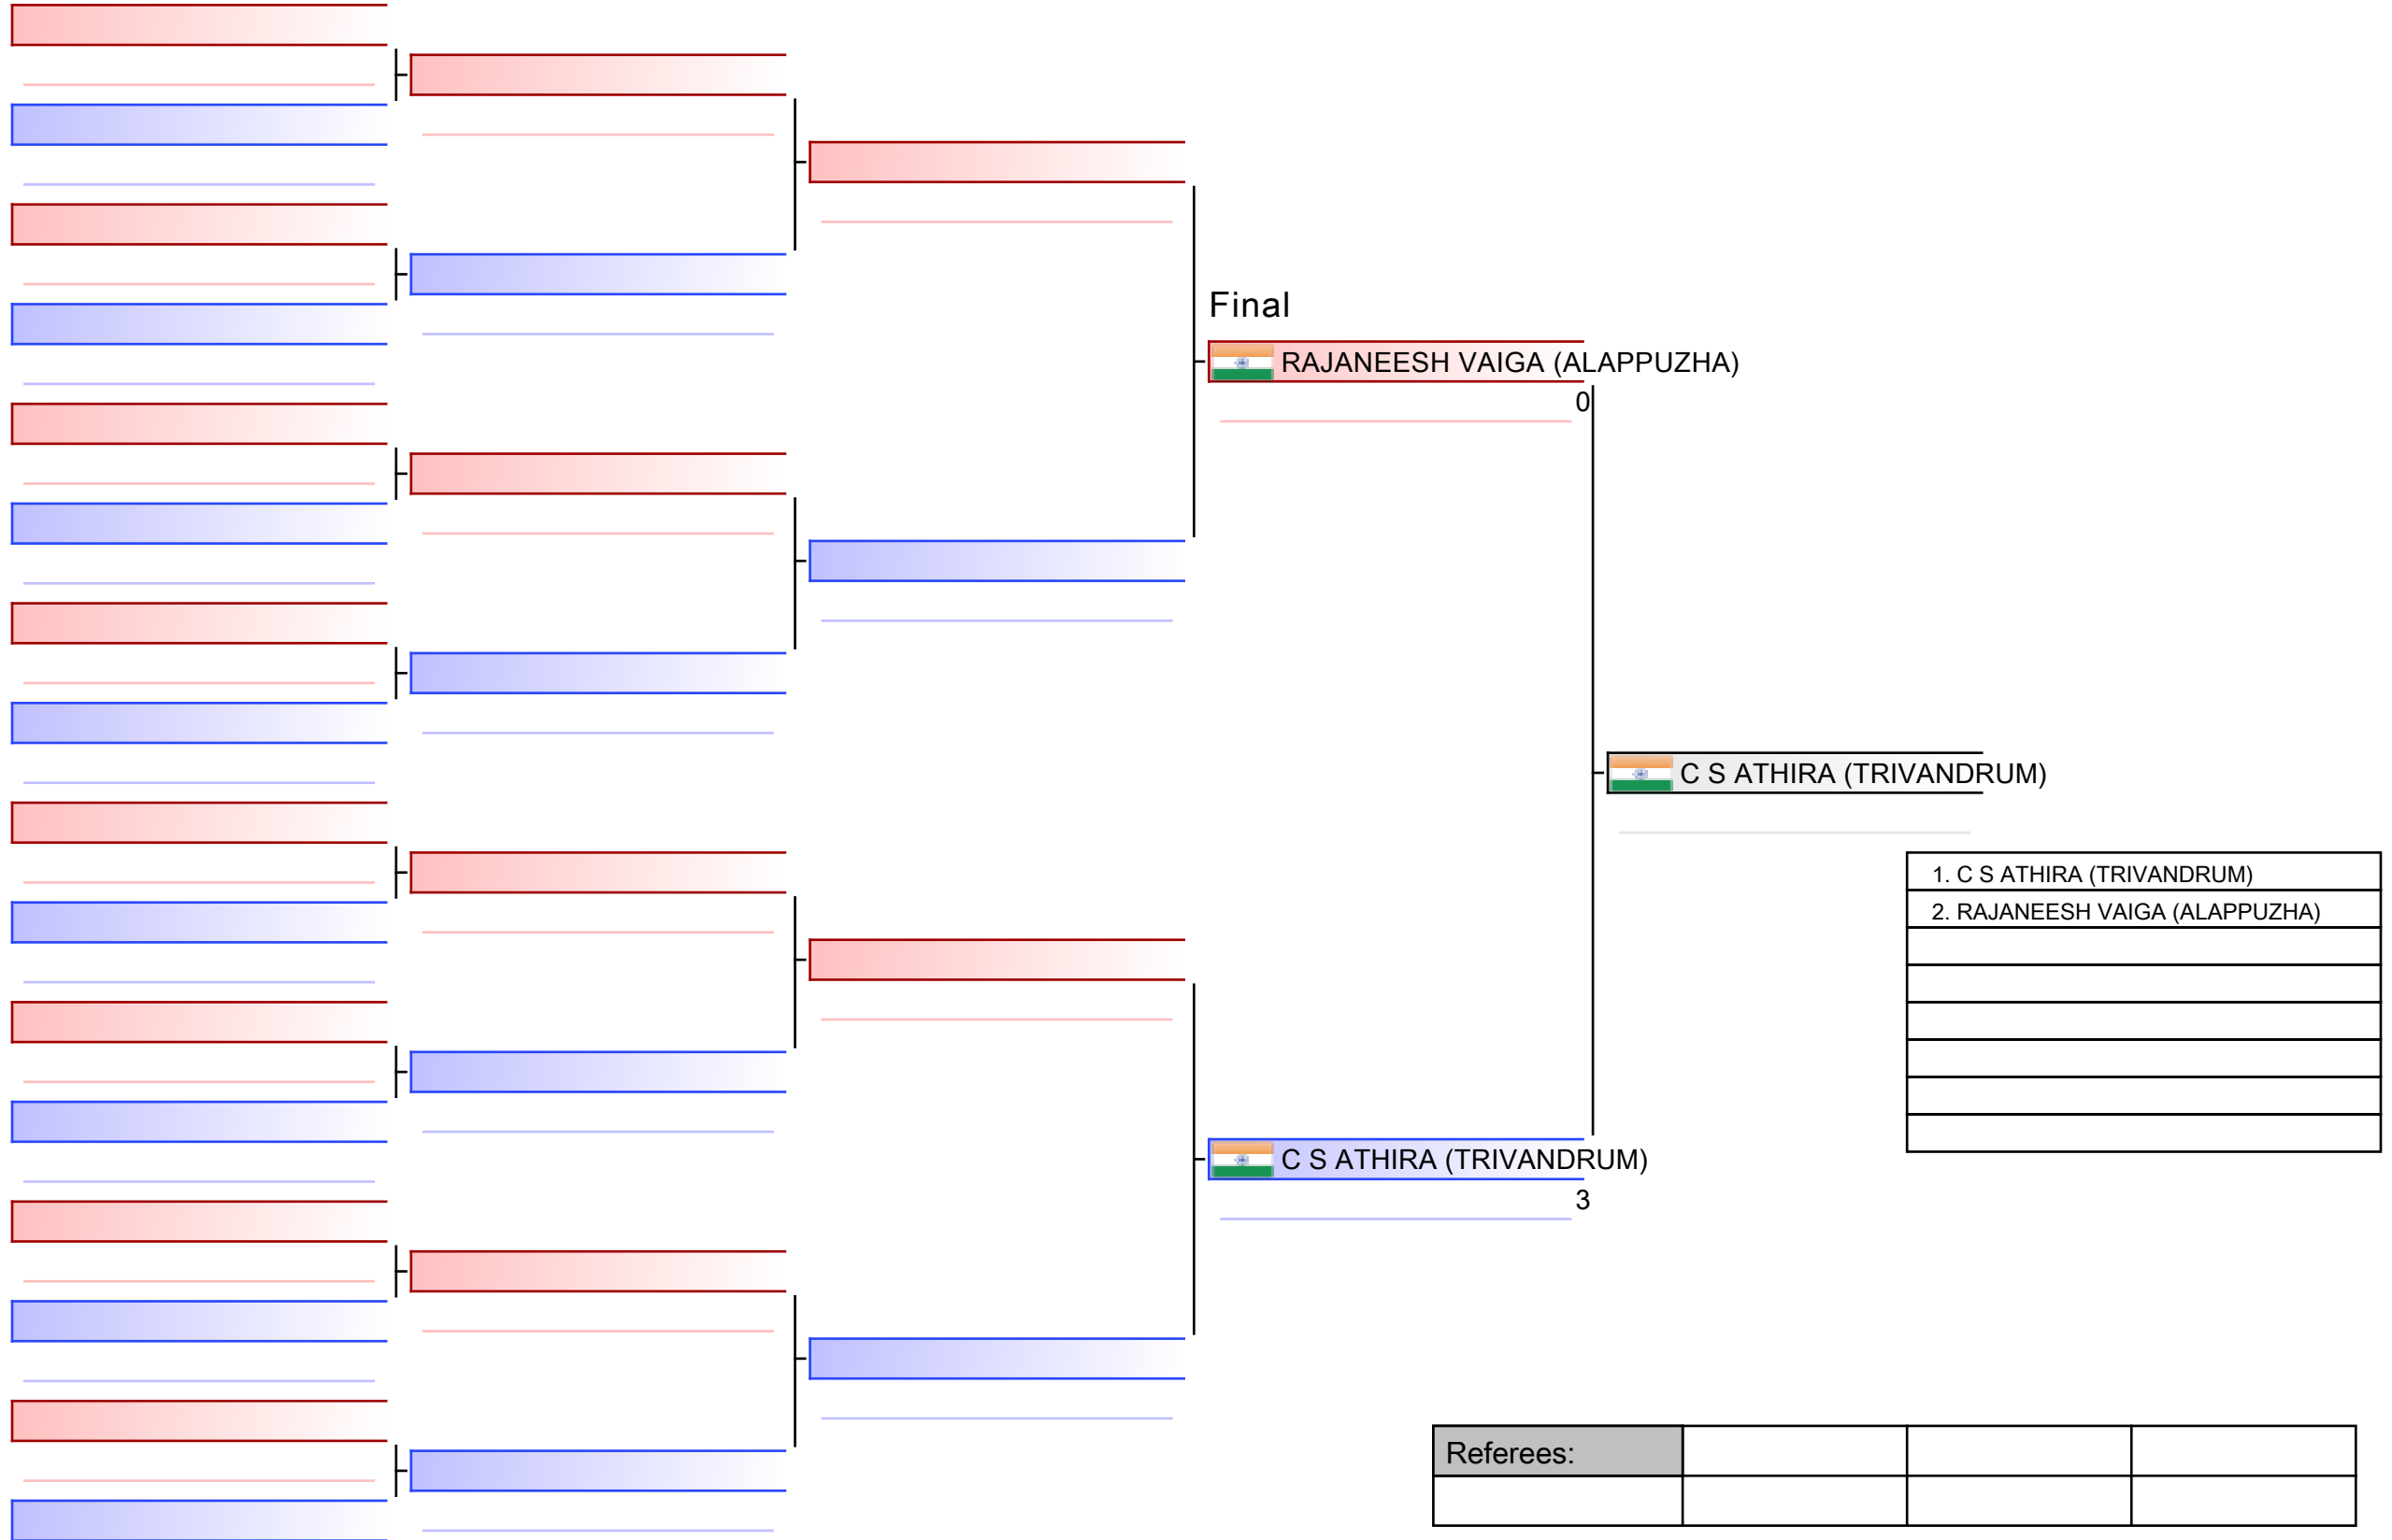 Final
RAJANEESH VAIGA (ALAPPUZHA)
0
C S ATHIRA (TRIVANDRUM)
1. C S ATHIRA (TRIVANDRUM)
2. RAJANEESH VAIGA (ALAPPUZHA)
C S ATHIRA (TRIVANDRUM)
3
Referees: